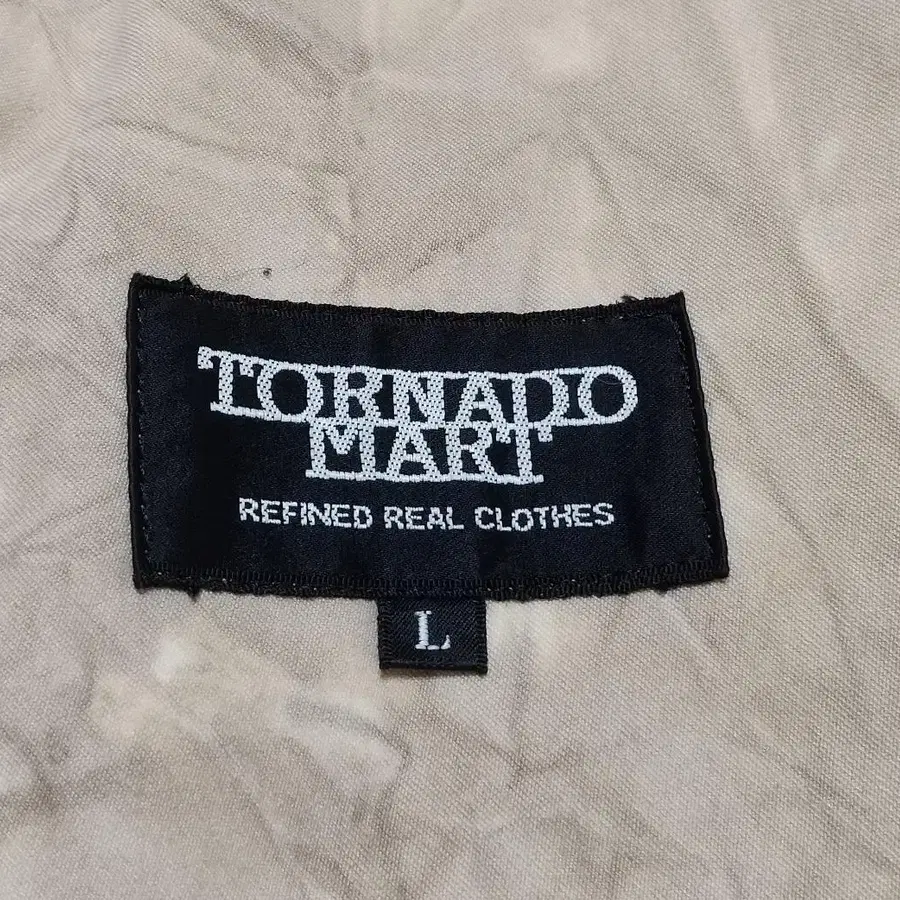 TORNADO
MART
REFINED REAL CLOTHES
L